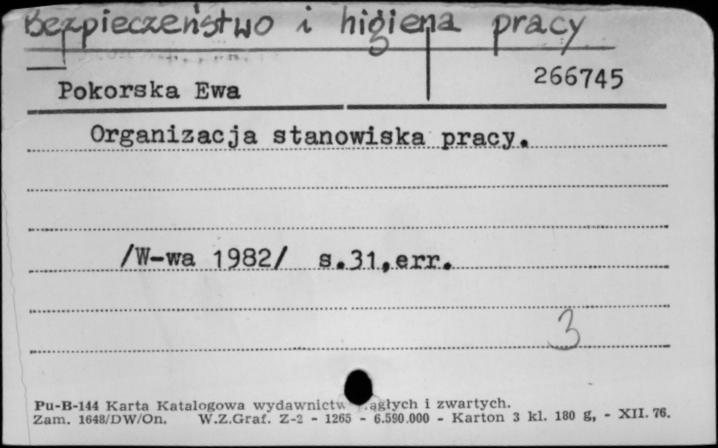 Bezpieczeństwo i higiena pracy
266745
Pokorska Ewa
Organizacja stanowiska pracy.
/W-wa 1982/ s.31,err.
3
Pu-B-144 Karta Katalogowa wydawnictw ągłych i zwartych.
Zam. 1648/DW/On. W.Z.Graf. Z-2 - 1265 - 6.590.000 - Karton 3 kl. 180 g, - XII. 76.